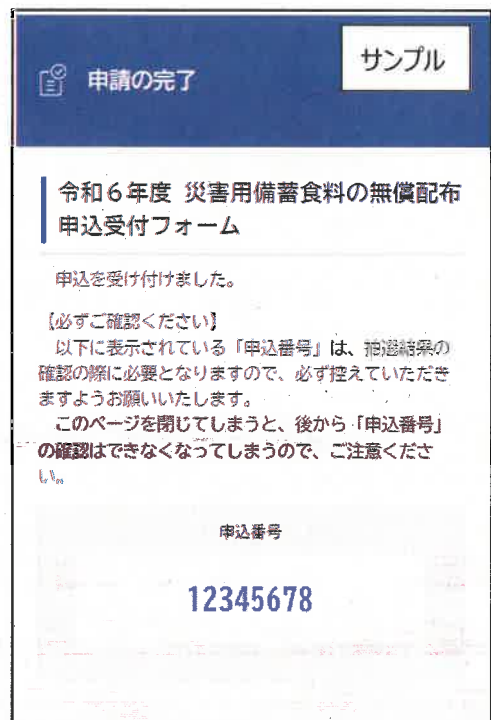 サンプル
申請の完了
令和６年度 災害用備蓄食料の無償配布
申込受付フォーム
申込を受け付けました。
【必ずご確認ください】
以下に表示されている「申込番号」は、抽選結果の
確認の際に必要となりますので、必ず控えていただき
ますようお願いいたします。
このページを閉じてしまうと、後から「申込番号」
の確認はできなくなってしまうので、ご注意くださ
い。
申込番号
12345678